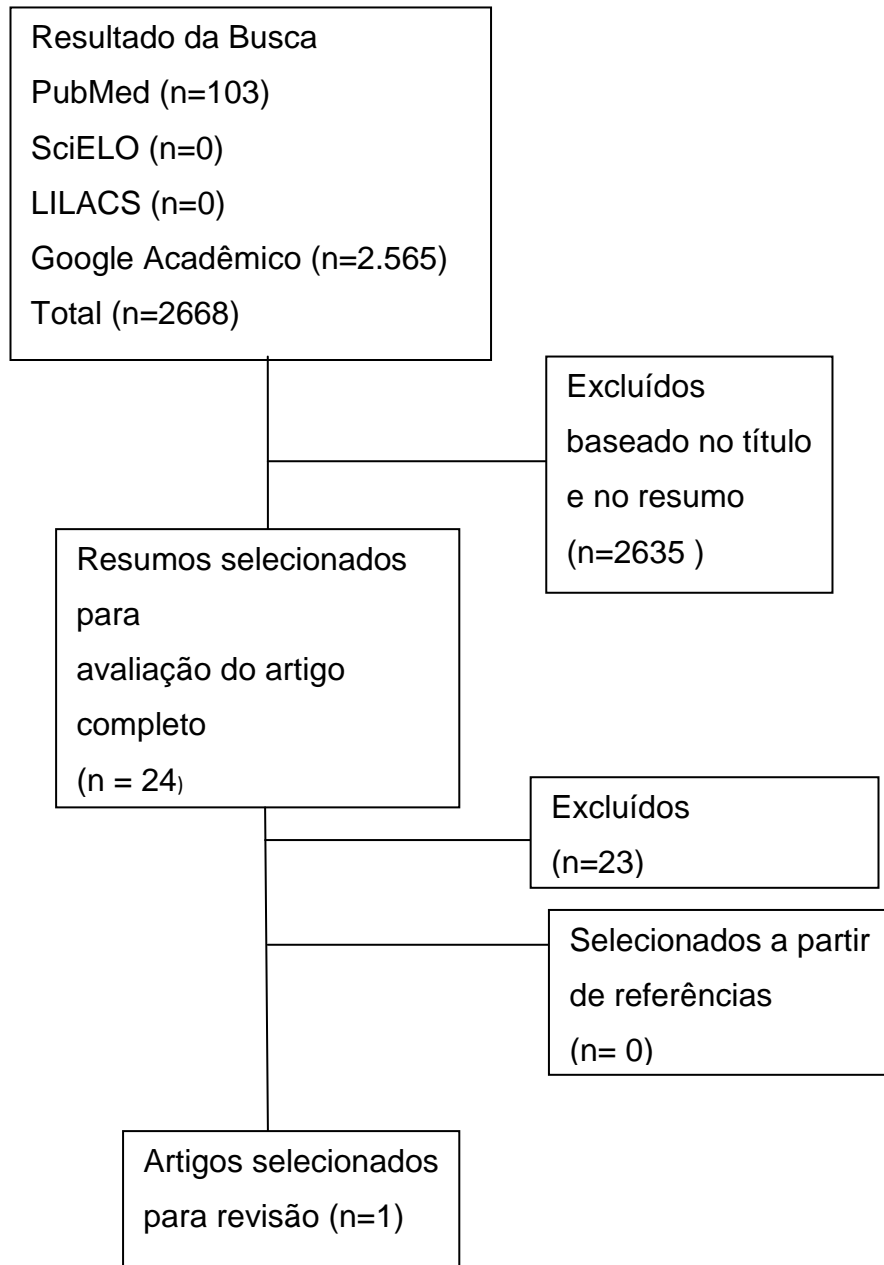 Resultado da Busca
PubMed (n=103)
SciELO (n=0)
LILACS (n=0)
Google Acadêmico (n=2.565)
Total (n=2668)
Excluídos
baseado no título
e no resumo
(n=2635 )
Resumos selecionados
para
avaliação do artigo
completo
(n = 24)
Excluídos
(n=23)
Selecionados a partir
de referências
(n= 0)
Artigos selecionados
para revisão (n=1)